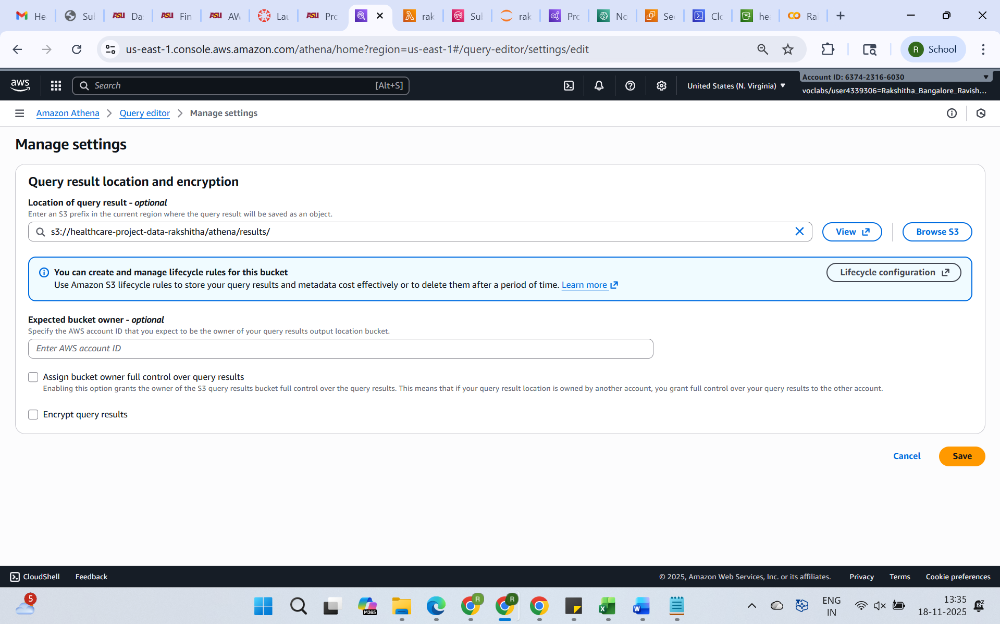 He
Sul
ASU Da
ASU Fin
ASU AW
Lau
ASU Pro
rak
Sub
rak
Pro
No
Sec
Clo
he
Ra
us-east-1.console.aws.amazon.com/athena/home?region=us-east-1#/query-editor/settings/edit
R School
aws
Search
[Alt+S]
United States (N. Virginia)
Account ID: 6374-2316-6030
voclabs/user4339306=Rakshitha_Bangalore_Ravish...
Amazon Athena
Query editor
Manage settings
Manage settings
Query result location and encryption
Location of query result - optional
Enter an S3 prefix in the current region where the query result will be saved as an object.
s3://healthcare-project-data-rakshitha/athena/results/
View
Browse S3
You can create and manage lifecycle rules for this bucket
Lifecycle configuration
Use Amazon S3 lifecycle rules to store your query results and metadata cost effectively or to delete them after a period of time. Learn more
Expected bucket owner - optional
Specify the AWS account ID that you expect to be the owner of your query results output location bucket.
Enter AWS account ID
Assign bucket owner full control over query results
Enabling this option grants the owner of the S3 query results bucket full control over the query results. This means that if your query result location is owned by another account, you grant full control over your query results to the other account.
Encrypt query results
Cancel
Save
CloudShell
Feedback
© 2025, Amazon Web Services, Inc. or its affiliates.
Privacy
Terms
Cookie preferences
5
M365
R
R
X
W
ENG
IN
13:35
18-11-2025